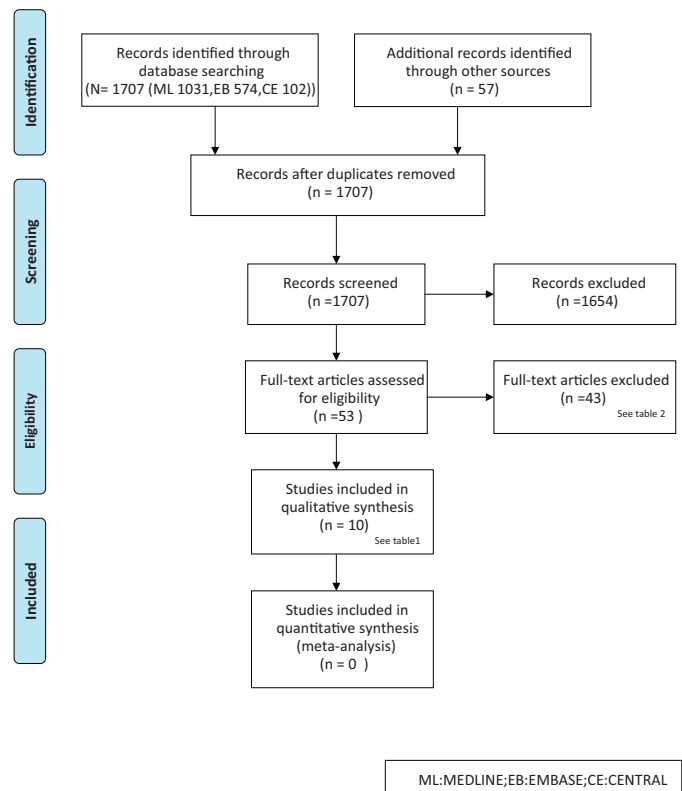 Identification
Records identified through
database searching
(N= 1707 (ML 1031,EB 574,CE 102))
Additional records identified
through other sources
(n = 57)
Records after duplicates removed
(n = 1707)
Screening
Records screened
(n =1707)
Records excluded
(n =1654)
Eligibility
Full-text articles assessed
for eligibility
(n =53 )
Full-text articles excluded
(n =43)
See table 2
Studies included in
qualitative synthesis
(n = 10)
See table1
Included
Studies included in
quantitative synthesis
(meta-analysis)
(n = 0 )
ML:MEDLINE;EB:EMBASE;CE:CENTRAL